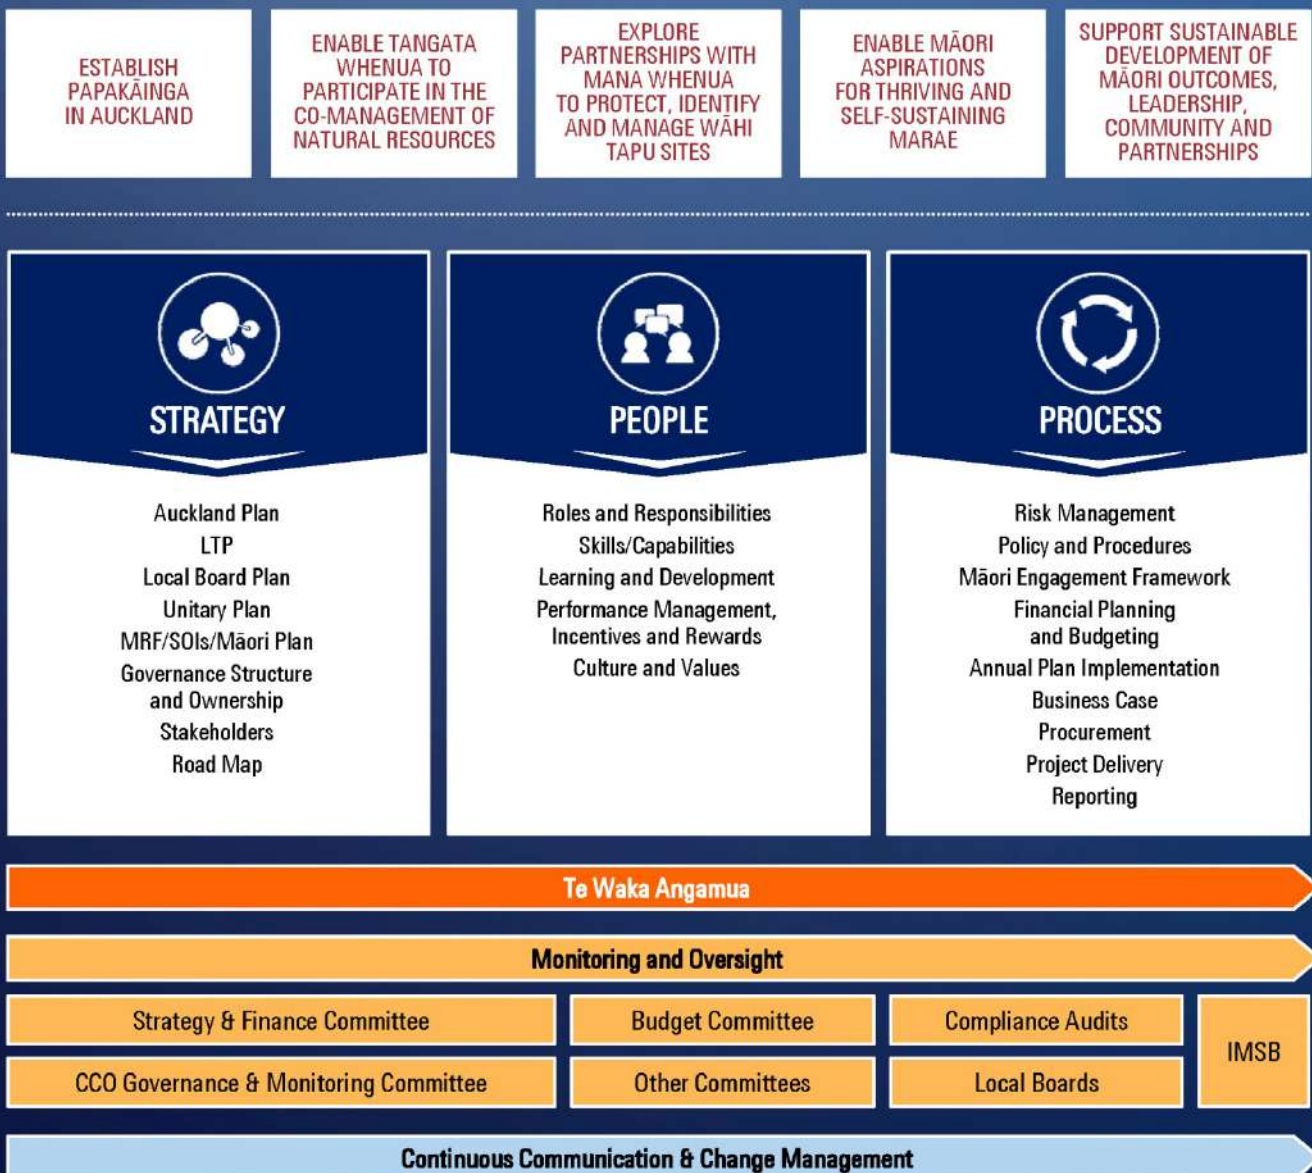 ESTABLISH
PAPAKĀINGA
IN AUCKLAND
ENABLE TANGATA
WHENUA TO
PARTICIPATE IN THE
CO-MANAGEMENT OF
NATURAL RESOURCES
EXPLORE
PARTNERSHIPS WITH
MANA WHENUA
TO PROTECT, IDENTIFY
AND MANAGE WĀHI
TAPU SITES
ENABLE MĀORI
ASPIRATIONS
FOR THRIVING AND
SELF-SUSTAINING
MARAE
SUPPORT SUSTAINABLE
DEVELOPMENT OF
MĀORI OUTCOMES,
LEADERSHIP,
COMMUNITY AND
PARTNERSHIPS
STRATEGY
Auckland Plan
LTP
Local Board Plan
Unitary Plan
MRF/SOIs/Māori Plan
Governance Structure
and Ownership
Stakeholders
Road Map
PEOPLE
Roles and Responsibilities
Skills/Capabilities
Learning and Development
Performance Management,
Incentives and Rewards
Culture and Values
PROCESS
Risk Management
Policy and Procedures
Māori Engagement Framework
Financial Planning
and Budgeting
Annual Plan Implementation
Business Case
Procurement
Project Delivery
Reporting
Te Waka Angamua
Monitoring and Oversight
Strategy & Finance Committee
Budget Committee
Compliance Audits
IMSB
CCO Governance & Monitoring Committee
Other Committees
Local Boards
Continuous Communication & Change Management